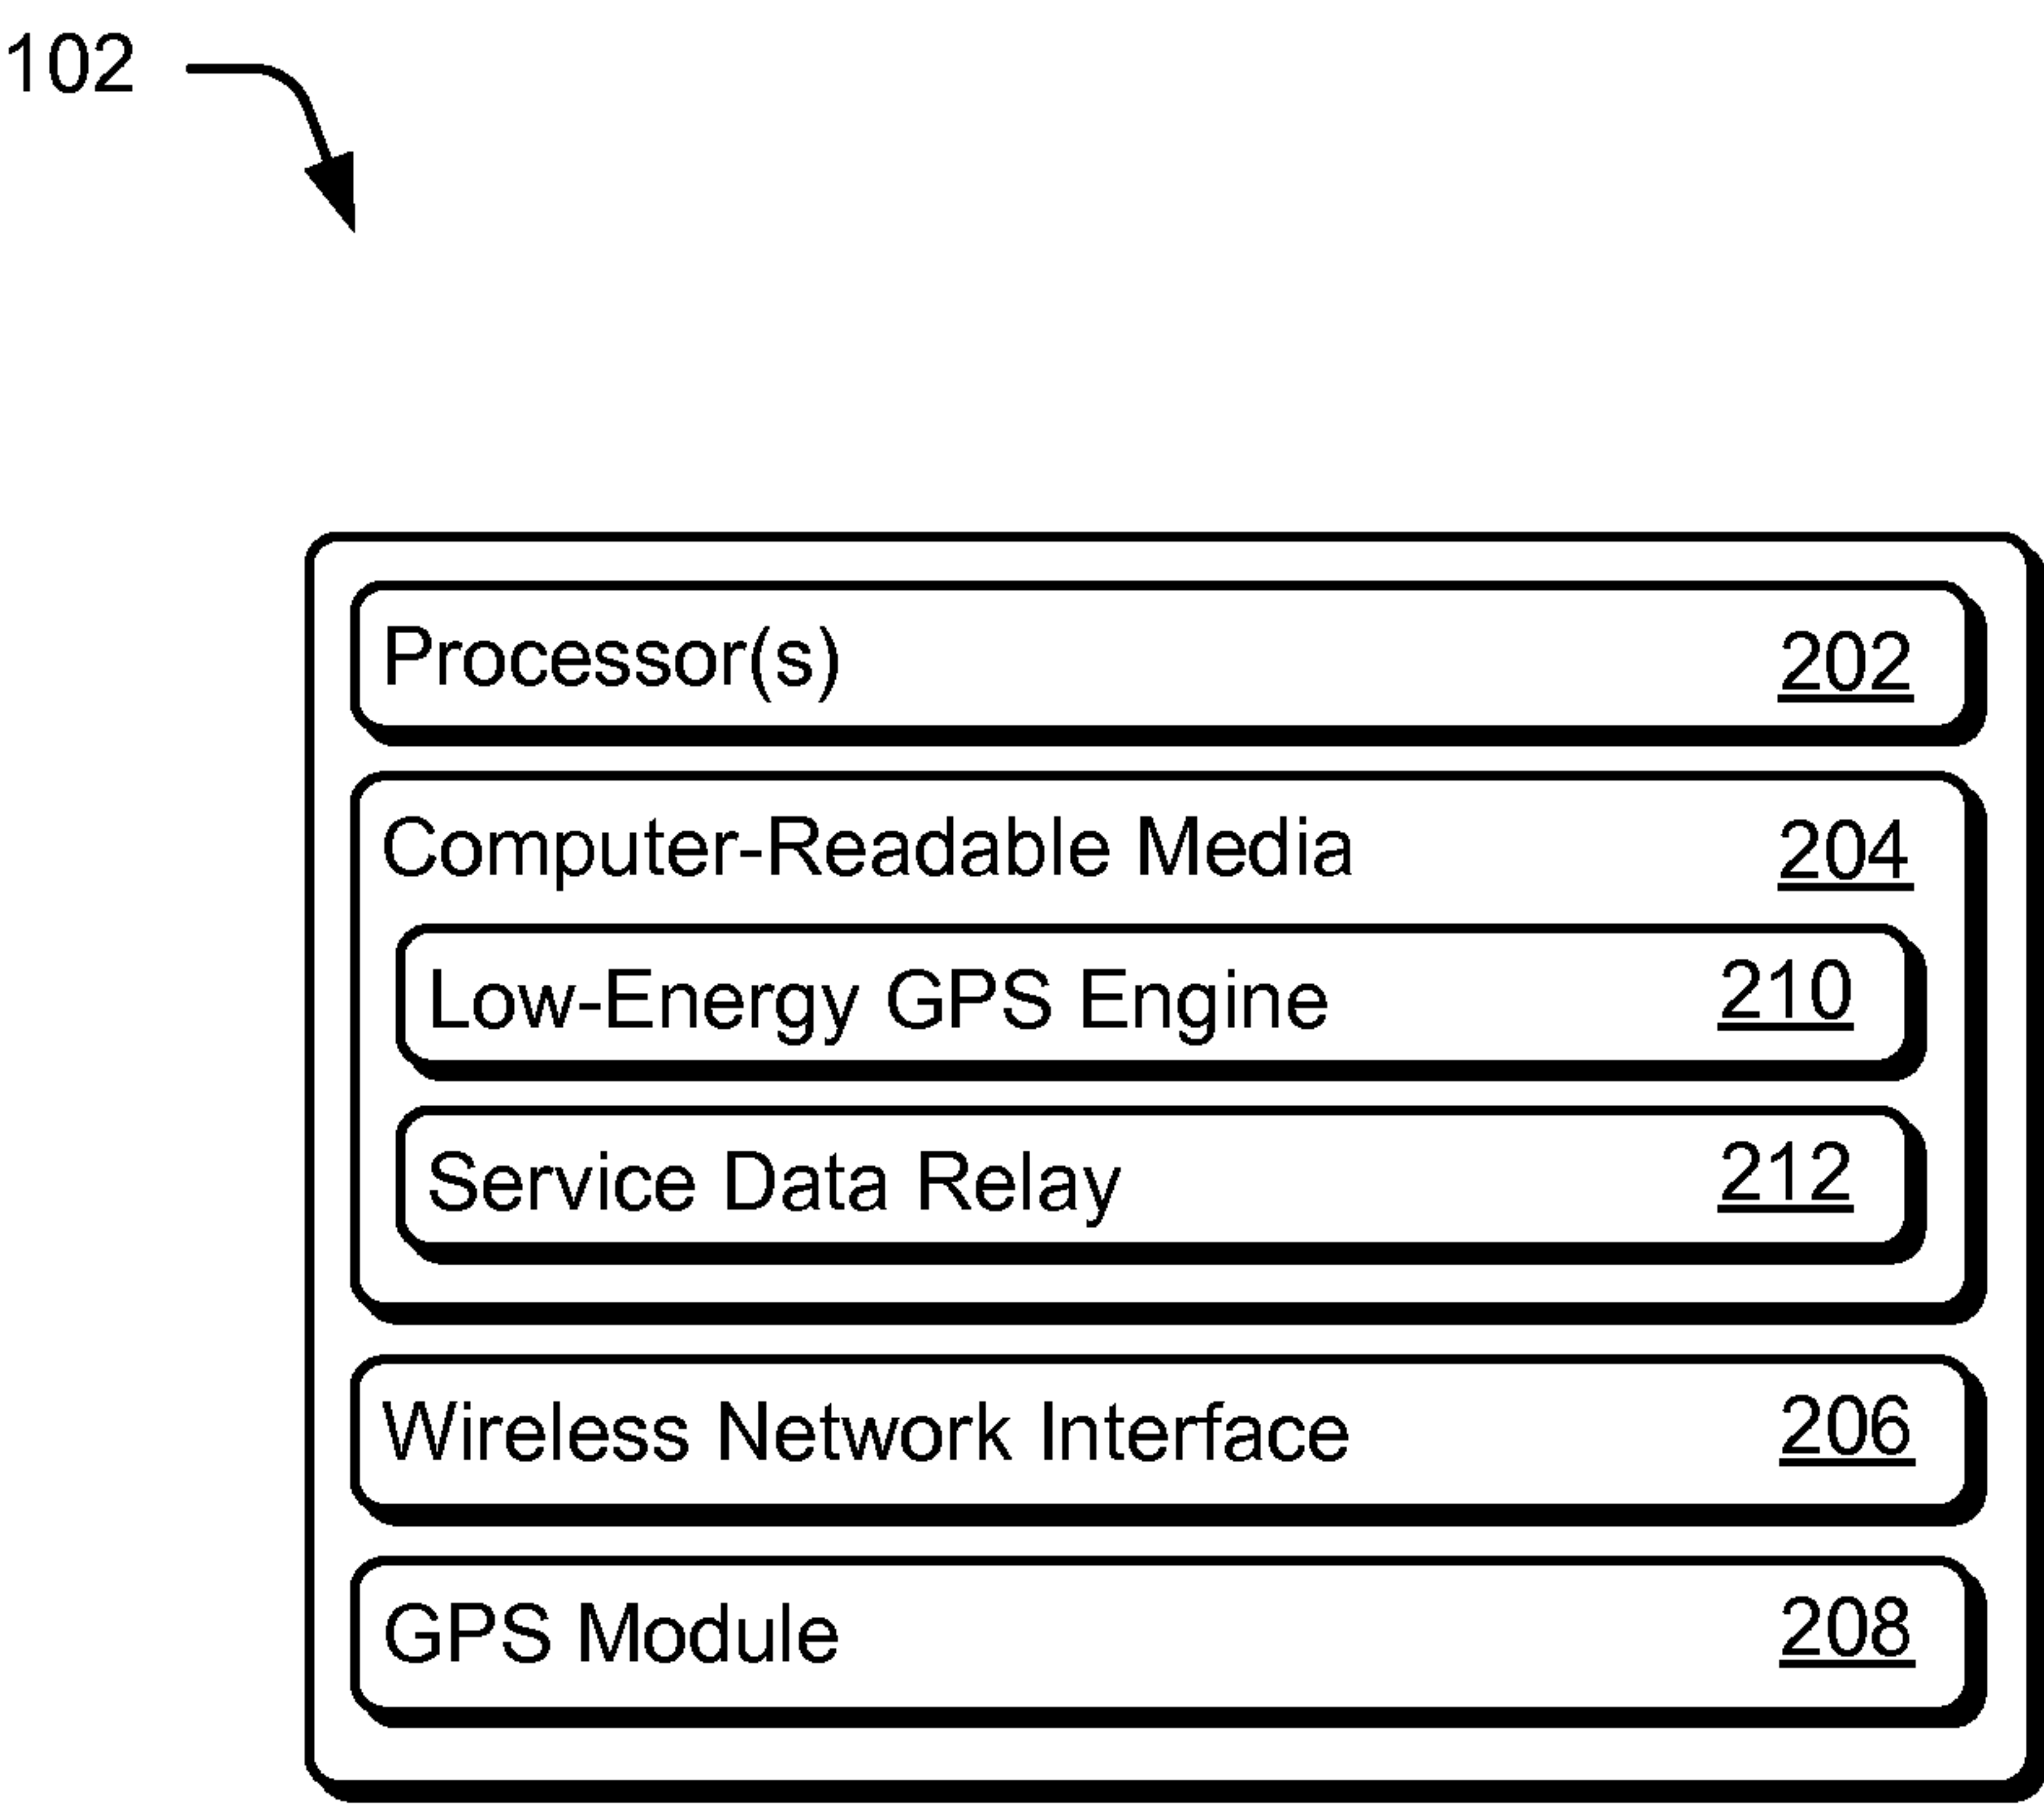 102
Processor(s) 202
Computer-Readable Media 204
Low-Energy GPS Engine 210
Service Data Relay 212
Wireless Network Interface 206
GPS Module 208